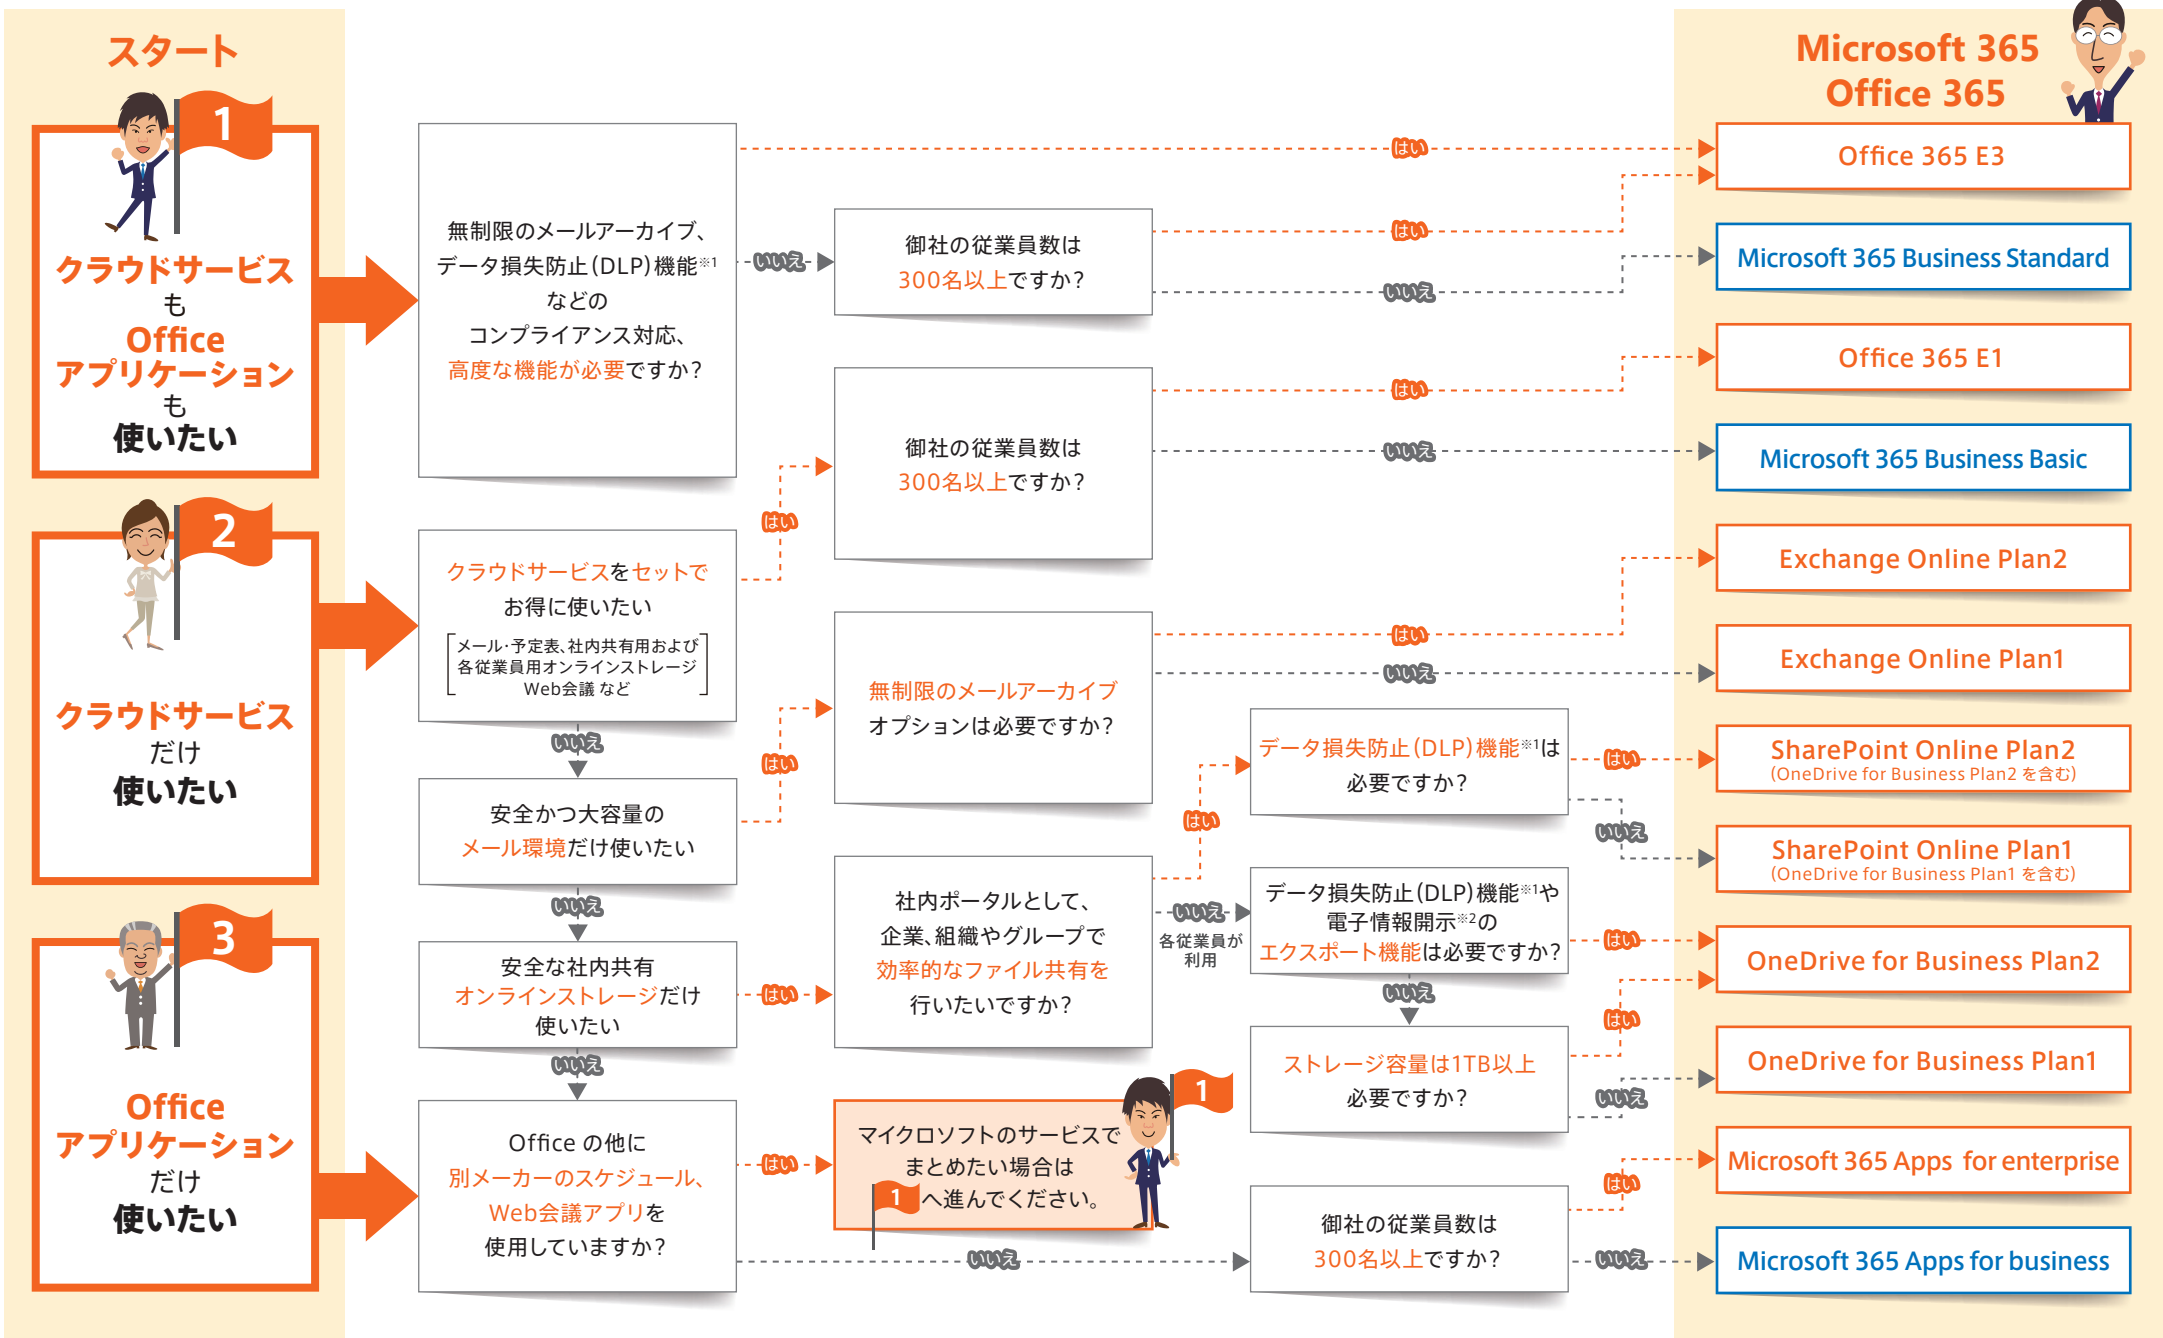 スタート
1
クラウドサービス
も
Office
アプリケーション
も
使いたい
2
クラウドサービス
だけ
使いたい
3
Office
アプリケーション
だけ
使いたい
無制限のメールアーカイブ、
データ損失防止(DLP)機能※1
などの
コンプライアンス対応、
高度な機能が必要ですか?
はい
いいえ
御社の従業員数は
300名以上ですか?
はい
いいえ
クラウドサービスをセットで
お得に使いたい
メール・予定表、社内共有用および
各従業員用オンラインストレージ
Web会議 など
はい
いいえ
御社の従業員数は
300名以上ですか?
はい
いいえ
安全かつ大容量の
メール環境だけ使いたい
はい
いいえ
無制限のメールアーカイブ
オプションは必要ですか?
はい
いいえ
安全な社内共有
オンラインストレージだけ
使いたい
はい
いいえ
社内ポータルとして、
企業、組織やグループで
効率的なファイル共有を
行いたいですか?
はい
いいえ
各従業員が
利用
データ損失防止(DLP)機能※1は
必要ですか?
はい
いいえ
データ損失防止(DLP)機能※1や
電子情報開示※2の
エクスポート機能は必要ですか?
はい
いいえ
ストレージ容量は1TB以上
必要ですか?
はい
いいえ
Office の他に
別メーカーのスケジュール、
Web会議アプリを
使用していますか?
はい
いいえ
マイクロソフトのサービスで
まとめたい場合は
1 へ進んでください。
1
御社の従業員数は
300名以上ですか?
はい
いいえ
Microsoft 365
Office 365
Office 365 E3
Microsoft 365 Business Standard
Office 365 E1
Microsoft 365 Business Basic
Exchange Online Plan2
Exchange Online Plan1
SharePoint Online Plan2
(OneDrive for Business Plan2 を含む)
SharePoint Online Plan1
(OneDrive for Business Plan1 を含む)
OneDrive for Business Plan2
OneDrive for Business Plan1
Microsoft 365 Apps for enterprise
Microsoft 365 Apps for business